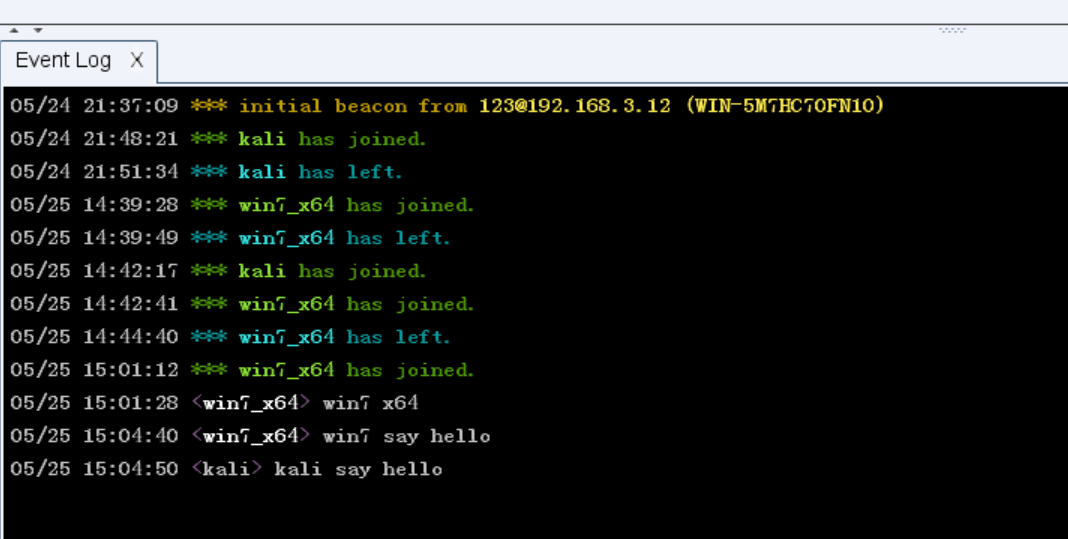 Event Log X
05/24 21:37:09 *** initial beacon from 123@192.168.3.12 (WIN-5M7HC7OFN10)
05/24 21:48:21 *** kali has joined.
05/24 21:51:34 *** kali has left.
05/25 14:39:28 *** win7_x64 has joined.
05/25 14:39:49 *** win7_x64 has left.
05/25 14:42:17 *** kali has joined.
05/25 14:42:41 *** win7_x64 has joined.
05/25 14:44:40 *** win7_x64 has left.
05/25 15:01:12 *** win7_x64 has joined.
05/25 15:01:28 <win7_x64> win7 x64
05/25 15:04:40 <win7_x64> win7 say hello
05/25 15:04:50 <kali> kali say hello